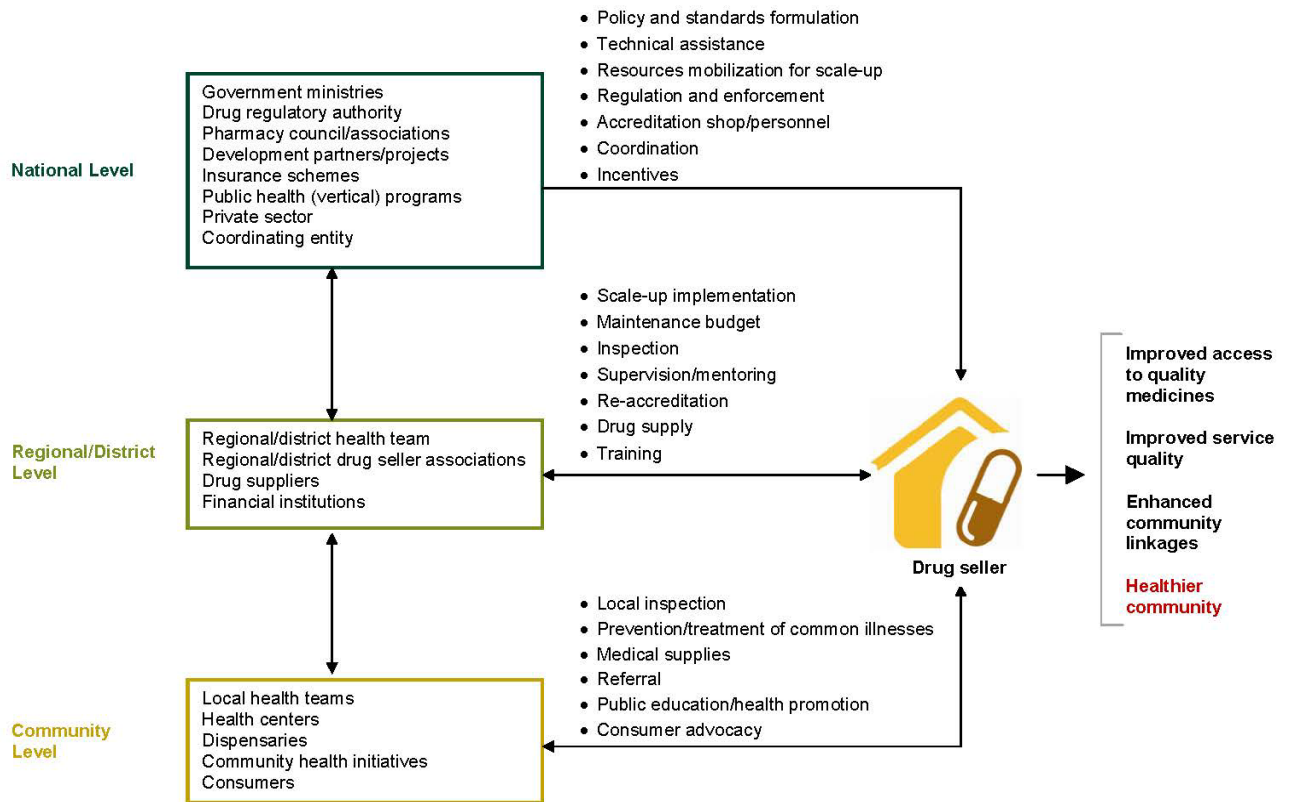 • Policy and standards formulation
• Technical assistance
• Resources mobilization for scale-up
• Regulation and enforcement
• Accreditation shop/personnel
• Coordination
• Incentives
National Level
Government ministries
Drug regulatory authority
Pharmacy council/associations
Development partners/projects
Insurance schemes
Public health (vertical) programs
Private sector
Coordinating entity
• Scale-up implementation
• Maintenance budget
• Inspection
• Supervision/mentoring
• Re-accreditation
• Drug supply
• Training
Regional/District
Level
Regional/district health team
Regional/district drug seller associations
Drug suppliers
Financial institutions
Drug seller
Improved access
to quality
medicines
Improved service
quality
Enhanced
community
linkages
Healthier
community
• Local inspection
• Prevention/treatment of common illnesses
• Medical supplies
• Referral
• Public education/health promotion
• Consumer advocacy
Community
Level
Local health teams
Health centers
Dispensaries
Community health initiatives
Consumers